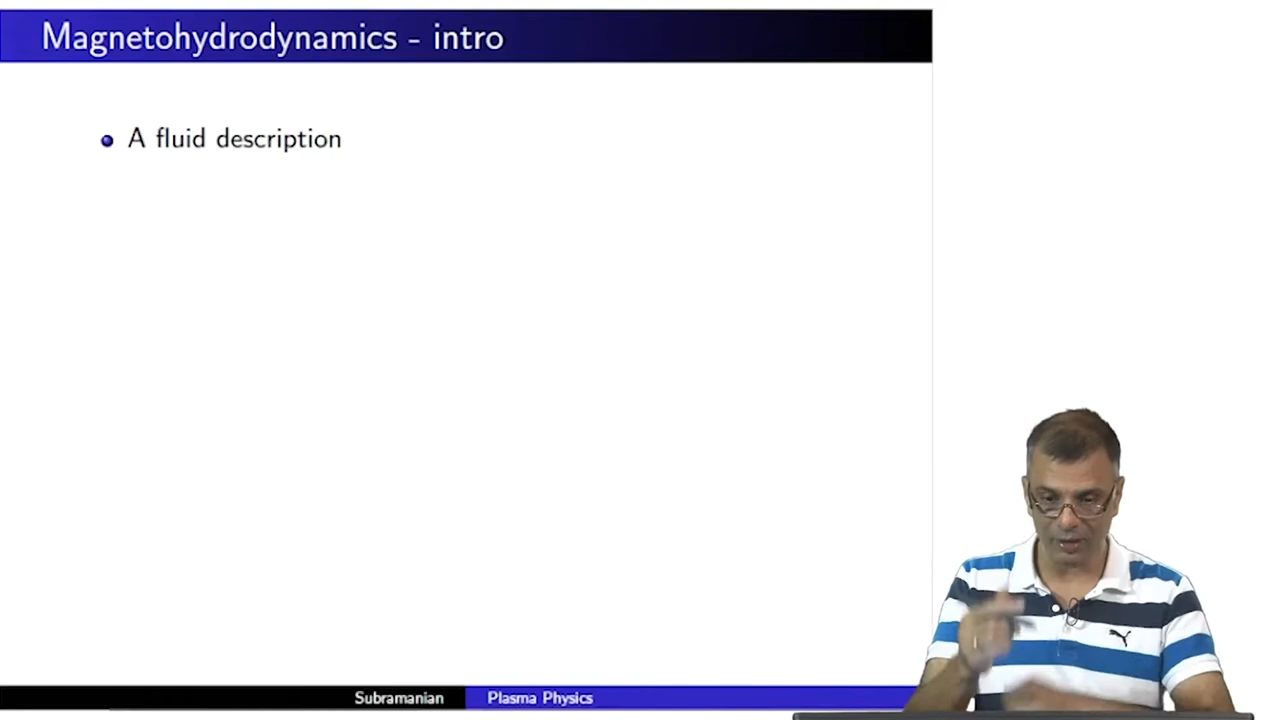 Magnetohydrodynamics - intro
A fluid description
Subramanian
Plasma Physics